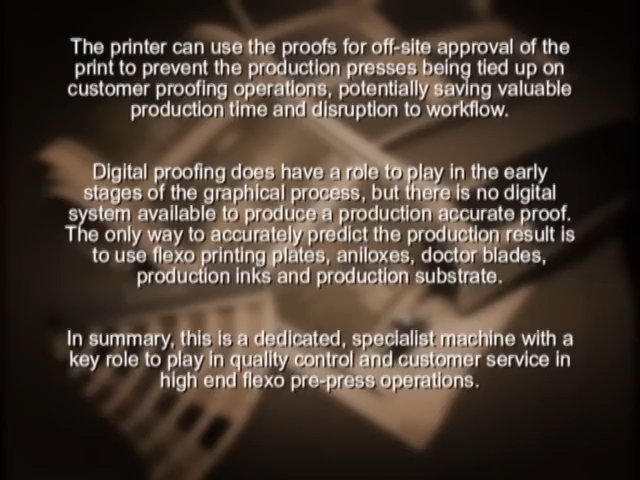 The printer can use the proofs for off-site approval of the
print to prevent the production presses being tied up on
customer proofing operations, potentially saving valuable
production time and disruption to workflow.
Digital proofing does have a role to play in the early
stages of the graphical process, but there is no digital
system available to produce a production accurate proof.
The only way to accurately predict the production result is
to use flexo printing plates, aniloxes, doctor blades,
production inks and production substrate.
In summary, this is a dedicated, specialist machine with a
key role to play in quality control and customer service in
high end flexo pre-press operations.